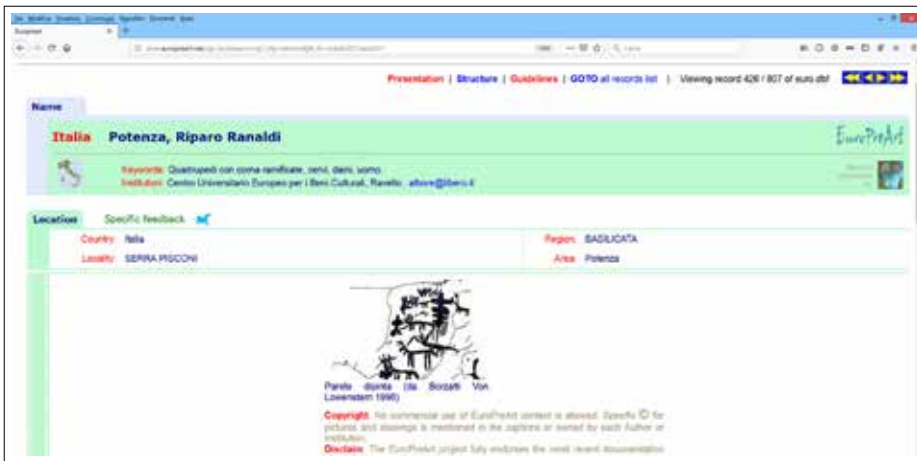 Presentation | Structure | Guidelines | GOTO all records list | Viewing record 426 / 807 of euro.dbf
Name
Italia Potenza, Riparo Ranaldi
EuroPreArt
Keywords: Quadrupedi con corna ramificate, cervi, daini, uomo.
Institution: Centro Universitario Europeo per i Beni Culturali, Ravello
Location Specific feedback
Country Italia Region BASILICATA
Locality SERRA PISCONI Area Potenza
Parete dipinta (da Borzatti Von
Lowenstern 1998)
Copyright: No commercial use of EuroPreArt content is allowed. Specific © for
pictures and drawings is mentioned in the captions or owned by each Author or
Institution.
Disclaim: The EuroPreArt project fully endorses the most recent documentation